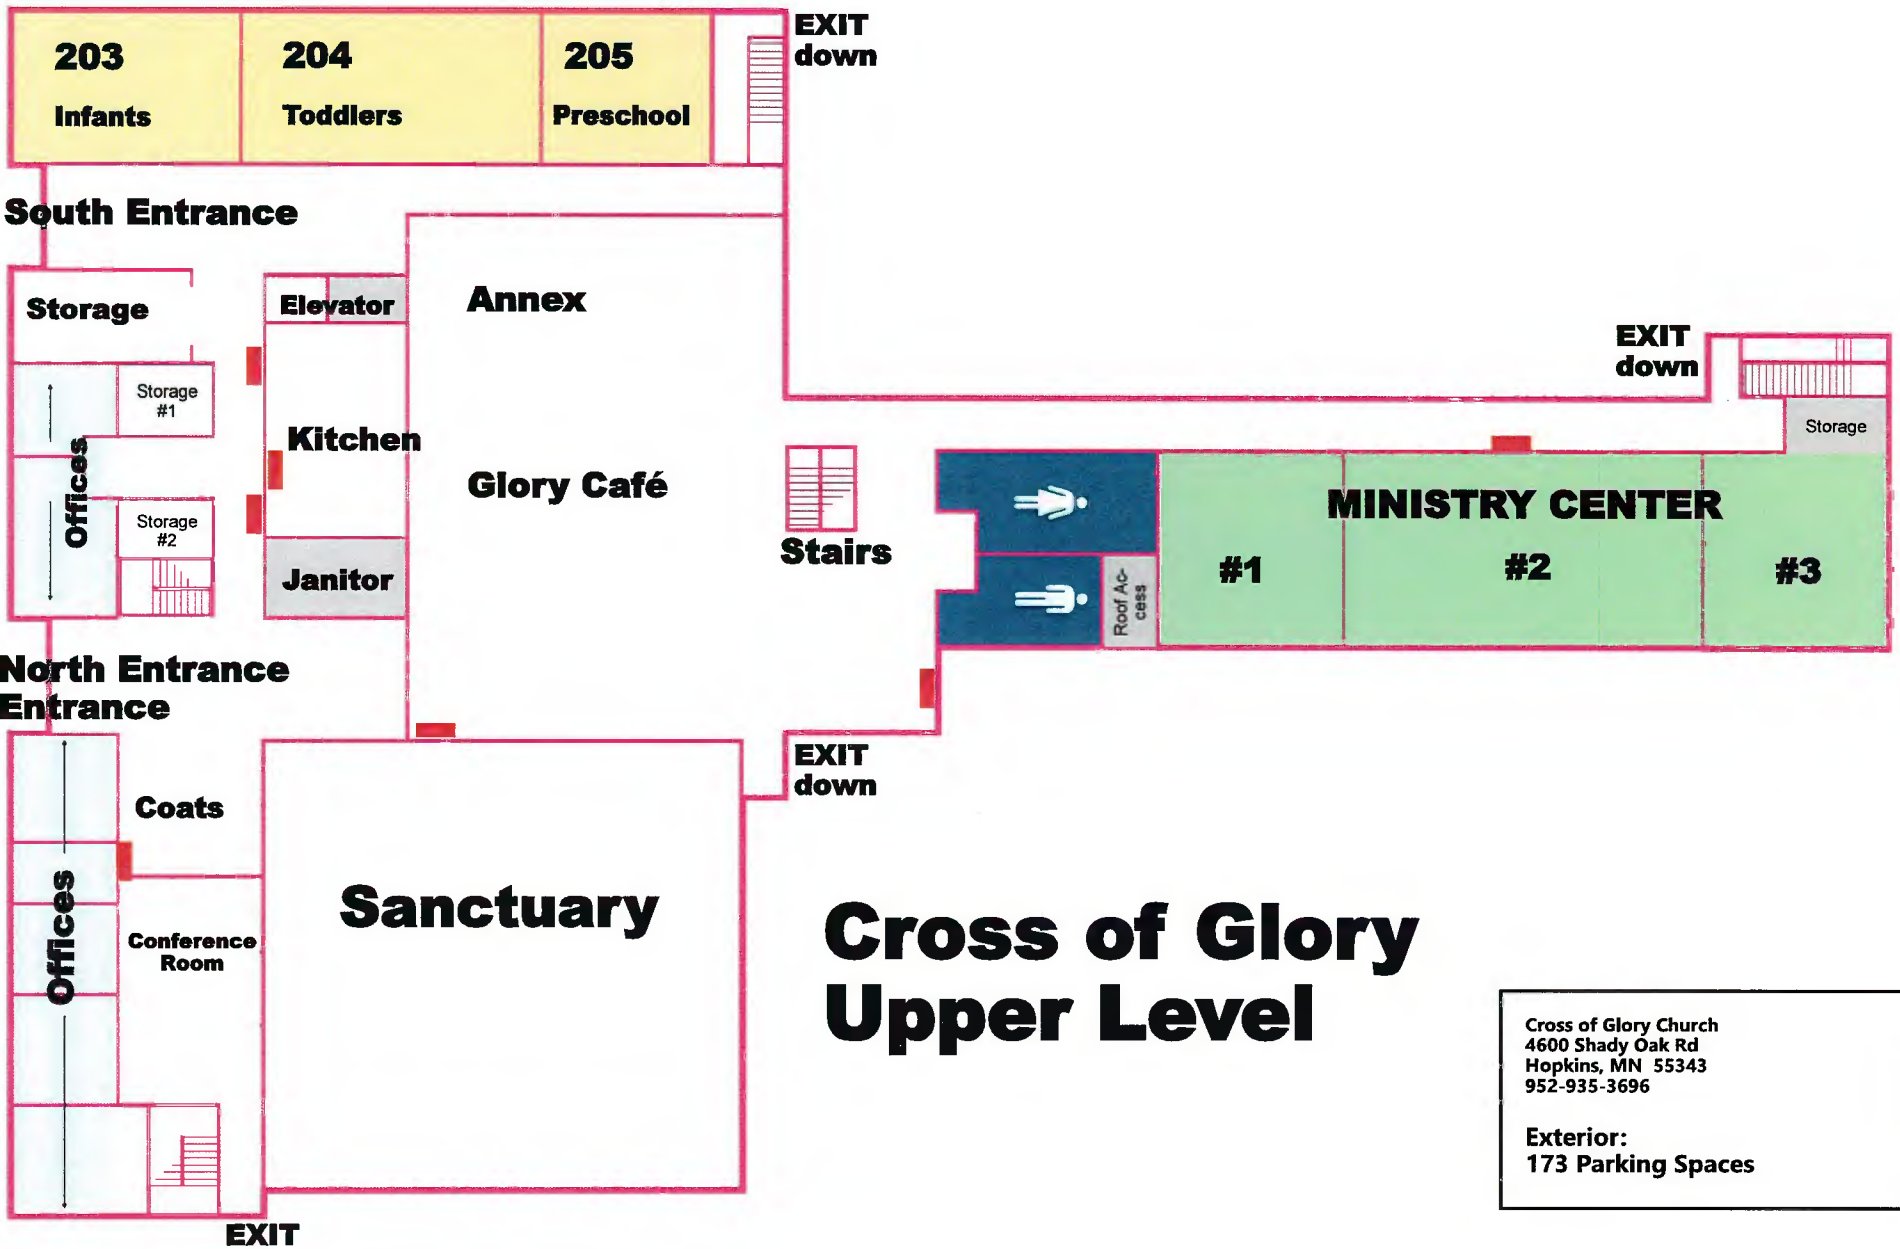 203
Infants
204
Toddlers
205
Preschool
EXIT
down
South Entrance
Storage
Elevator
Annex
Storage
#1
Kitchen
Offices
Glory Café
Storage
#2
Janitor
Stairs
EXIT
down
Storage
MINISTRY CENTER
#1
#2
#3
Roof Ac-
cess
North Entrance
Entrance
EXIT
down
Coats
Offices
Conference
Room
Sanctuary
EXIT
Cross of Glory
Upper Level
Cross of Glory Church
4600 Shady Oak Rd
Hopkins, MN  55343
952-935-3696
Exterior:
173 Parking Spaces